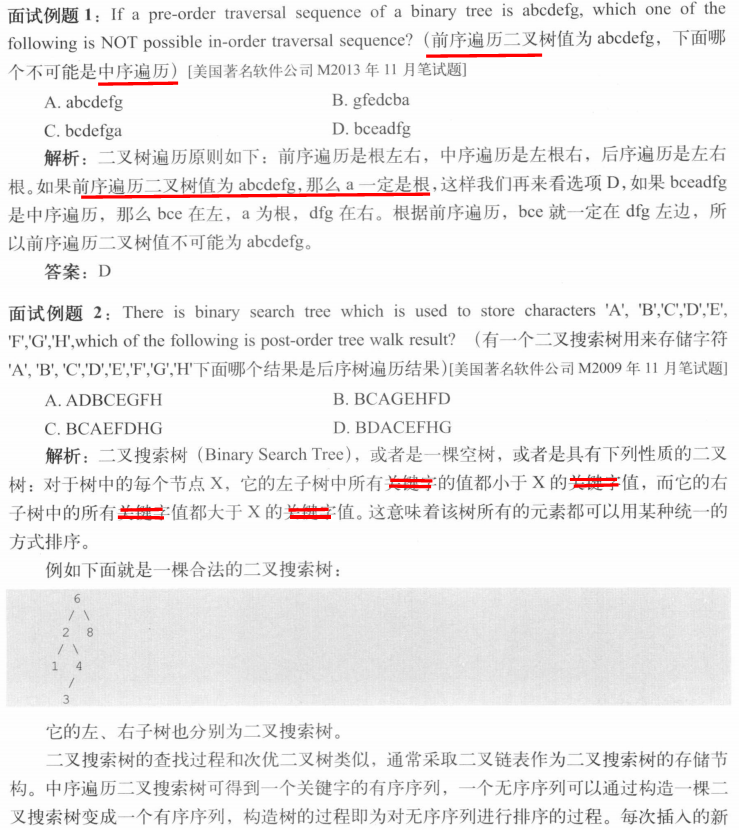 面试例题 1：If a pre-order traversal sequence of a binary tree is abcdefg, which one of the
following is NOT possible in-order traversal sequence?（前序遍历二叉树值为 abcdefg，下面哪
个不可能是中序遍历）[美国著名软件公司 M2013 年 11 月笔试题]
A. abcdefg B. gfedcba
C. bcdefga D. bceadfg
解析：二叉树遍历原则如下：前序遍历是根左右，中序遍历是左根右，后序遍历是左右
根。如果前序遍历二叉树值为 abcdefg，那么 a 一定是根，这样我们再来看选项 D，如果 bceadfg
是中序遍历，那么 bce 在左，a 为根，dfg 在右。根据前序遍历，bce 就一定在 dfg 左边，所
以前序遍历二叉树值不可能为 abcdefg。
答案：D
面试例题 2：There is binary search tree which is used to store characters 'A', 'B','C','D','E',
'F','G','H',which of the following is post-order tree walk result? （有一个二叉搜索树用来存储字符
'A', 'B', 'C','D','E','F','G','H'下面哪个结果是后序树遍历结果）[美国著名软件公司 M2009 年 11 月笔试题]
A. ADBCEGFH B. BCAGEHFD
C. BCAEFDHG D. BDACEFHG
解析：二叉搜索树（Binary Search Tree），或者是一棵空树，或者是具有下列性质的二叉
树：对于树中的每个节点 X，它的左子树中所有关键字的值都小于 X 的关键字值，而它的右
子树中的所有关键字值都大于 X 的关键字值。这意味着该树所有的元素都可以用某种统一的
方式排序。
例如下面就是一棵合法的二叉搜索树：
6
/ \
2 8
/ \
1 4
/
3
它的左、右子树也分别为二叉搜索树。
二叉搜索树的查找过程和次优二叉树类似，通常采取二叉链表作为二叉搜索树的存储节
构。中序遍历二叉搜索树可得到一个关键字的有序序列，一个无序序列可以通过构造一棵二
叉搜索树变成一个有序序列，构造树的过程即为对无序序列进行排序的过程。每次插入的新